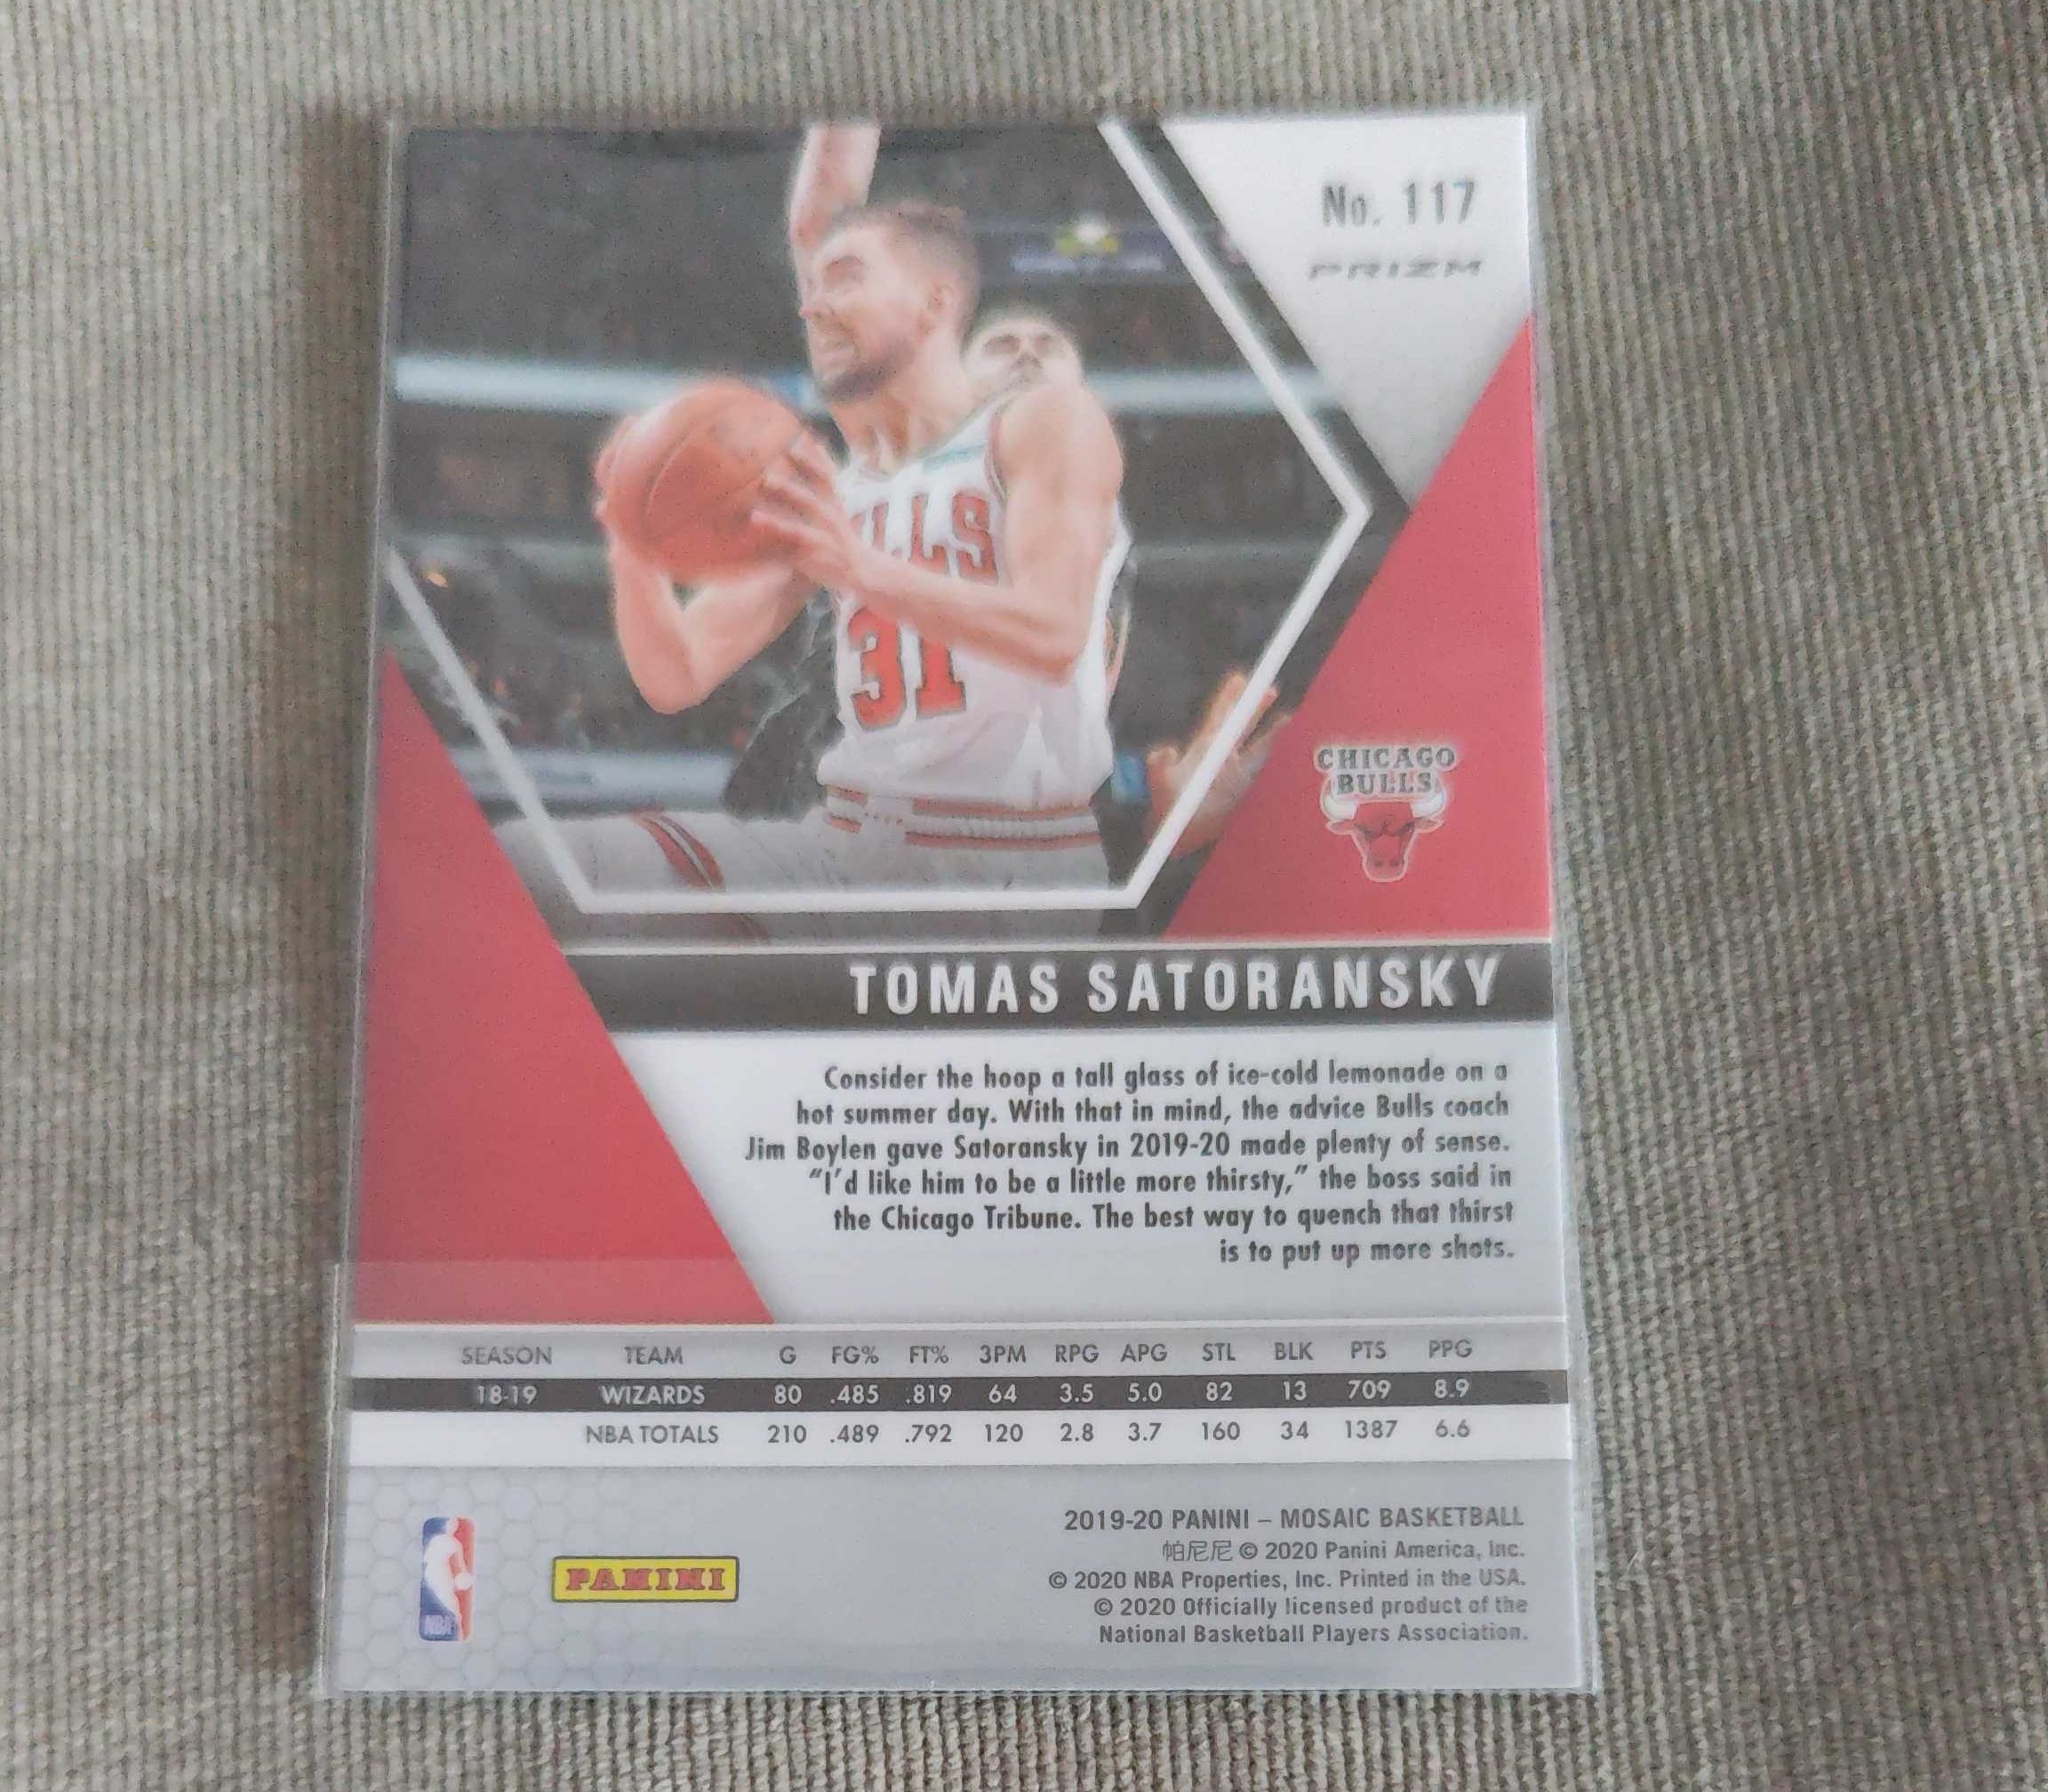 No. 117
PRIZM
LLS
31
CHICAGO
BULLS
TOMAS SATORANSKY
Consider the hoop a tall glass of ice-cold lemonade on a
hot summer day. With that in mind, the advice Bulls coach
Jim Boylen gave Satoransky in 2019-20 made plenty of sense.
“I’d like him to be a little more thirsty,” the boss said in
the Chicago Tribune. The best way to quench that thirst
is to put up more shots.
SEASON TEAM G FG% FT% 3PM RPG APG STL BLK PTS PPG
18-19 WIZARDS 80 .485 .819 64 3.5 5.0 82 13 709 8.9
NBA TOTALS 210 .489 .792 120 2.8 3.7 160 34 1387 6.6
2019-20 PANINI – MOSAIC BASKETBALL
帕尼尼 © 2020 Panini America, Inc.
© 2020 NBA Properties, Inc. Printed in the USA.
© 2020 Officially licensed product of the
National Basketball Players Association.
NBA
PANINI